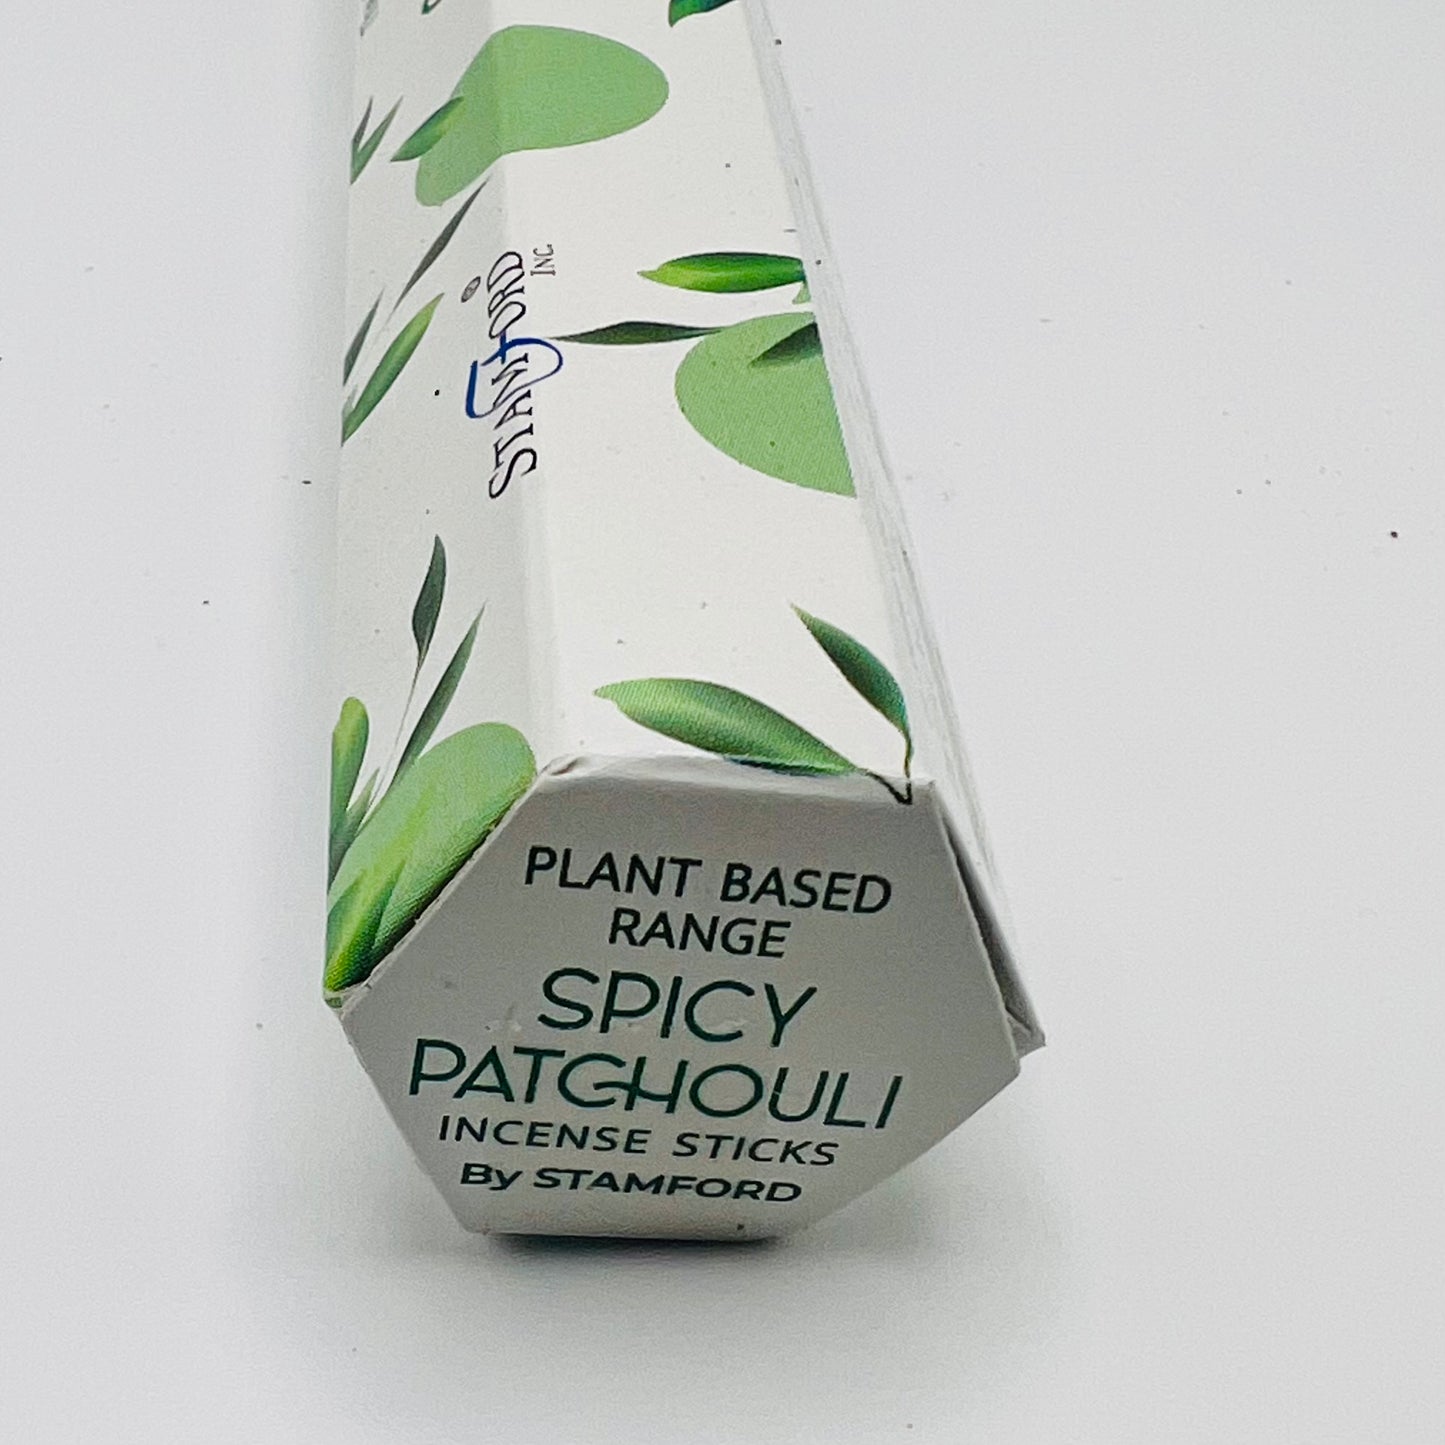 STAMFORD®
INC.
PLANT BASED
RANGE
SPICY
PATCHOULI
INCENSE STICKS
By STAMFORD